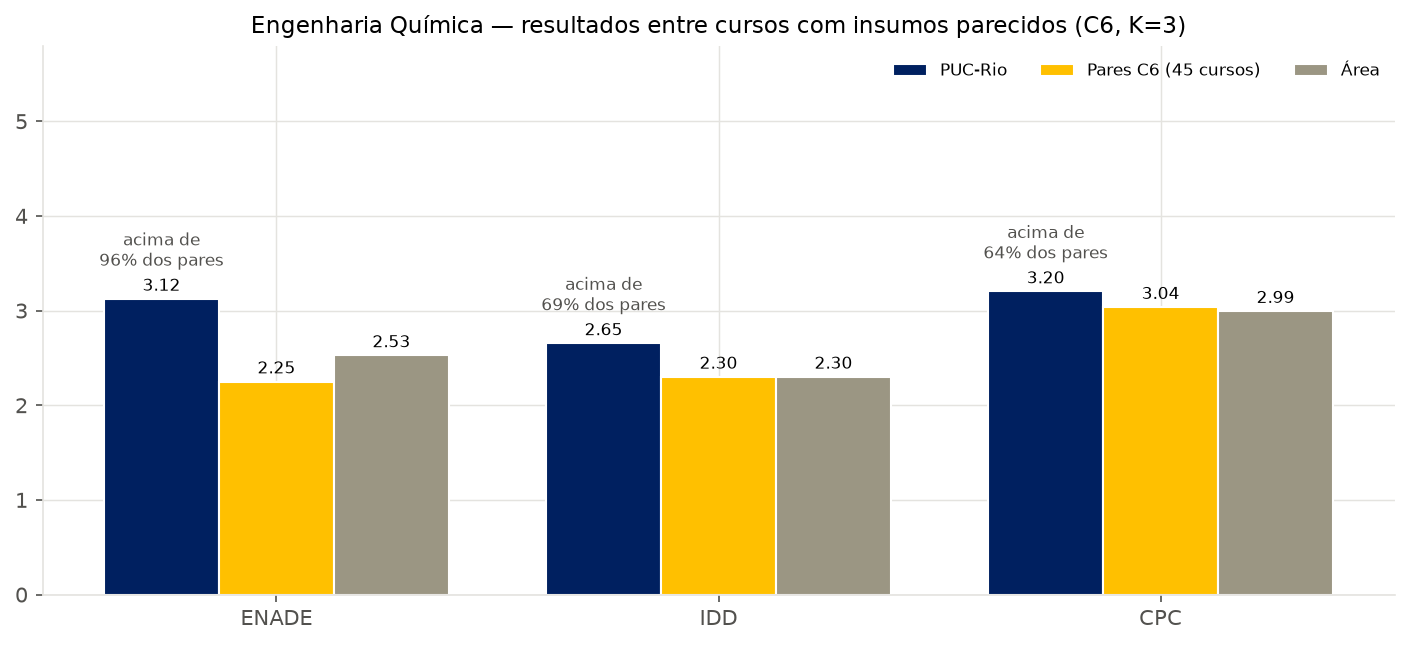 Engenharia Química — resultados entre cursos com insumos parecidos (C6, K=3)
PUC-Rio
Pares C6 (45 cursos)
Área
5
4
3
2
1
0
acima de
96% dos pares
3.12
2.25
2.53
acima de
69% dos pares
2.65
2.30
2.30
acima de
64% dos pares
3.20
3.04
2.99
ENADE
IDD
CPC